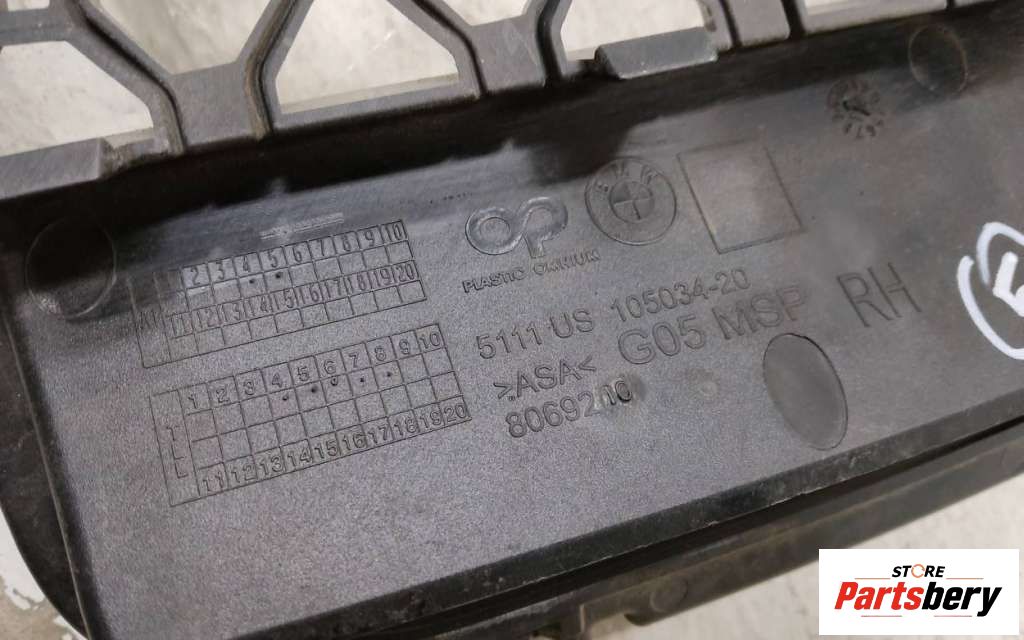 1 2 3 4 5 6 7 8 9 10
11 12 13 14 15 16 17 18 19 20
OP
PLASTIC OMNIUM
5111 US 105034-20
>ASA< G05 MSP RH
8069200
1 2 3 4 5 6 7 8 9 10
11 12 13 14 15 16 17 18 19 20
STORE
Partsbery